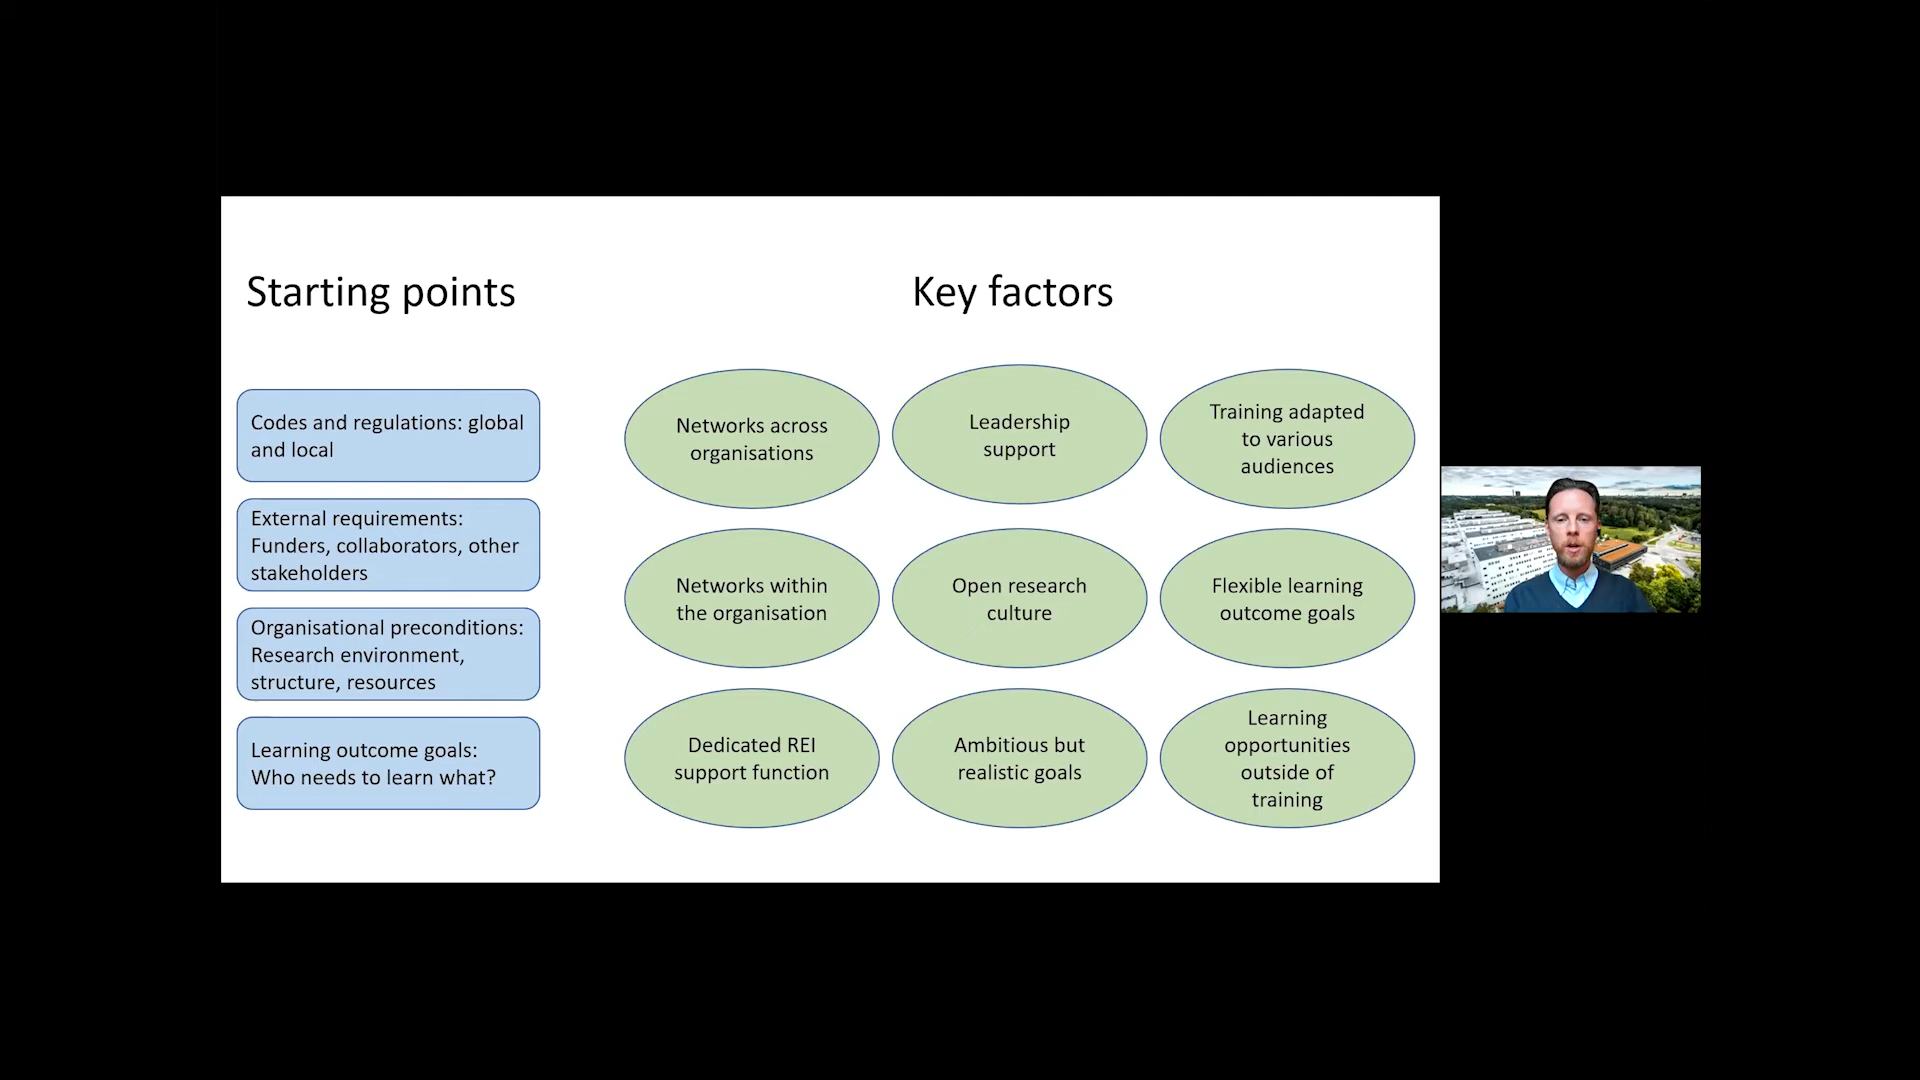 Starting points
Key factors
Codes and regulations: global
and local
External requirements:
Funders, collaborators, other
stakeholders
Organisational preconditions:
Research environment,
structure, resources
Learning outcome goals:
Who needs to learn what?
Networks across
organisations
Leadership
support
Training adapted
to various
audiences
Networks within
the organisation
Open research
culture
Flexible learning
outcome goals
Dedicated REI
support function
Ambitious but
realistic goals
Learning
opportunities
outside of
training